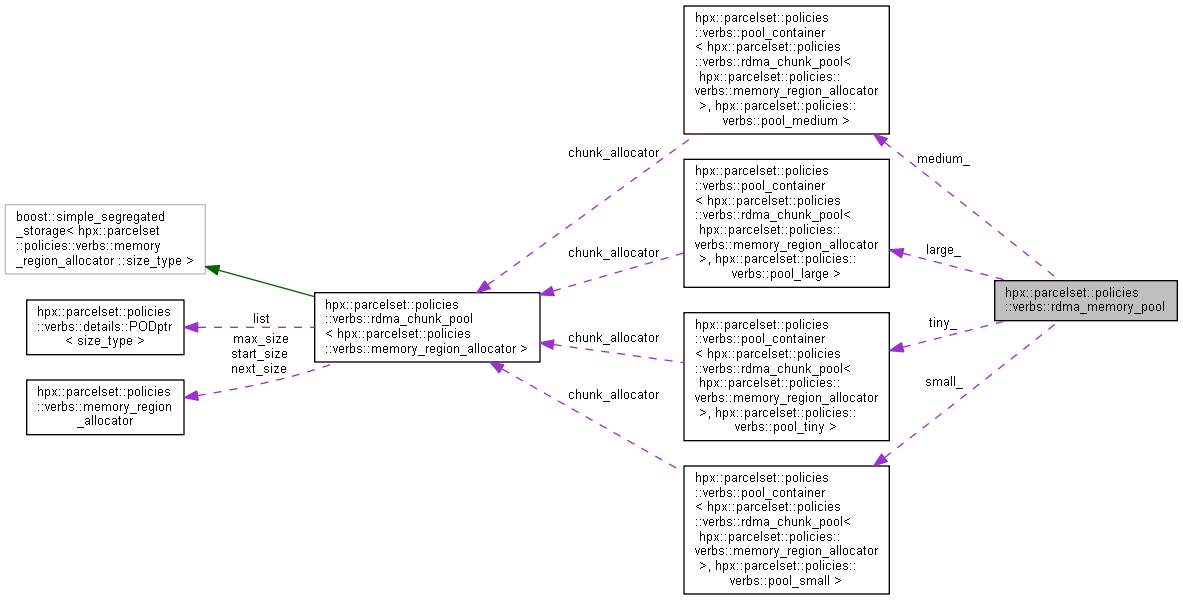 hpx::parcelset::policies
::verbs::pool_container
< hpx::parcelset::policies
::verbs::rdma_chunk_pool<
hpx::parcelset::policies::
verbs::memory_region_allocator
>, hpx::parcelset::policies::
verbs::pool_medium >
chunk_allocator
medium_
hpx::parcelset::policies
::verbs::pool_container
< hpx::parcelset::policies
::verbs::rdma_chunk_pool<
hpx::parcelset::policies::
verbs::memory_region_allocator
>, hpx::parcelset::policies::
verbs::pool_large >
boost::simple_segregated
_storage< hpx::parcelset
::policies::verbs::memory
_region_allocator ::size_type >
chunk_allocator
large_
hpx::parcelset::policies
::verbs::rdma_memory_pool
hpx::parcelset::policies
::verbs::details::PODptr
< size_type >
list
max_size
start_size
next_size
hpx::parcelset::policies
::verbs::rdma_chunk_pool
< hpx::parcelset::policies
::verbs::memory_region_allocator >
chunk_allocator
hpx::parcelset::policies
::verbs::pool_container
< hpx::parcelset::policies
::verbs::rdma_chunk_pool<
hpx::parcelset::policies::
verbs::memory_region_allocator
>, hpx::parcelset::policies::
verbs::pool_tiny >
tiny_
hpx::parcelset::policies
::verbs::memory_region
_allocator
chunk_allocator
small_
hpx::parcelset::policies
::verbs::pool_container
< hpx::parcelset::policies
::verbs::rdma_chunk_pool<
hpx::parcelset::policies::
verbs::memory_region_allocator
>, hpx::parcelset::policies::
verbs::pool_small >